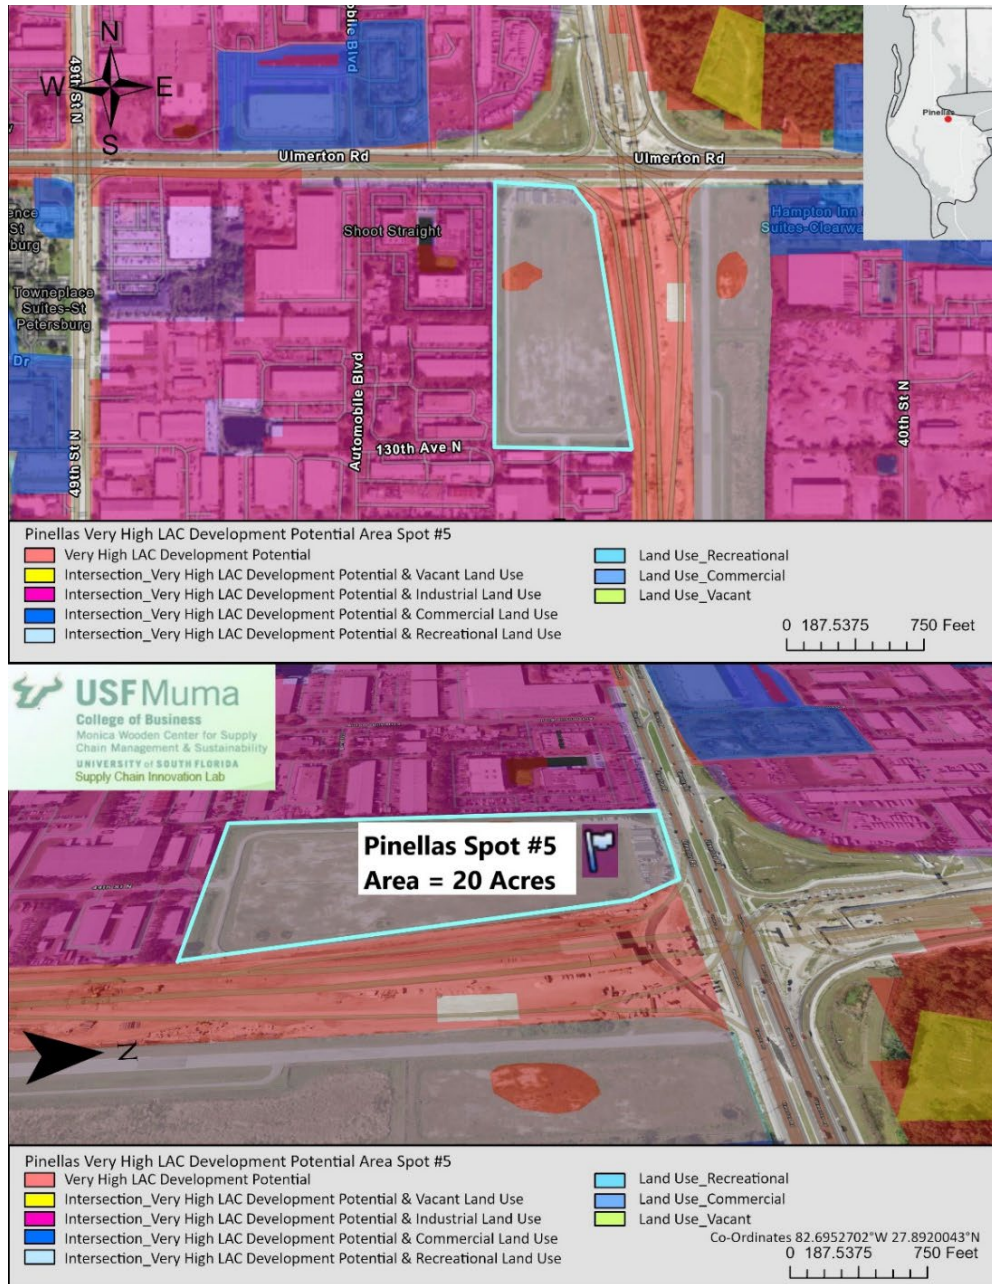 N
W
E
S
49th St N
Ulmerton Rd
Ulmerton Rd
Pinellas
Shoot Straight
Hampton Inn
Suites-Clearwa
ence
St
burg
Towneplace
Suites-St
Petersburg
Dr
Automobile Blvd
130th Ave N
49th St N
40th St N
Pinellas Very High LAC Development Potential Area Spot #5
Very High LAC Development Potential
Intersection_Very High LAC Development Potential & Vacant Land Use
Intersection_Very High LAC Development Potential & Industrial Land Use
Intersection_Very High LAC Development Potential & Commercial Land Use
Intersection_Very High LAC Development Potential & Recreational Land Use
Land Use_Recreational
Land Use_Commercial
Land Use_Vacant
0 187.5375 750 Feet
USF Muma
College of Business
Monica Wooden Center for Supply
Chain Management & Sustainability
UNIVERSITY of SOUTH FLORIDA
Supply Chain Innovation Lab
Pinellas Spot #5
Area = 20 Acres
N
Pinellas Very High LAC Development Potential Area Spot #5
Very High LAC Development Potential
Intersection_Very High LAC Development Potential & Vacant Land Use
Intersection_Very High LAC Development Potential & Industrial Land Use
Intersection_Very High LAC Development Potential & Commercial Land Use
Intersection_Very High LAC Development Potential & Recreational Land Use
Land Use_Recreational
Land Use_Commercial
Land Use_Vacant
Co-Ordinates 82.6952702°W 27.8920043°N
0 187.5375 750 Feet